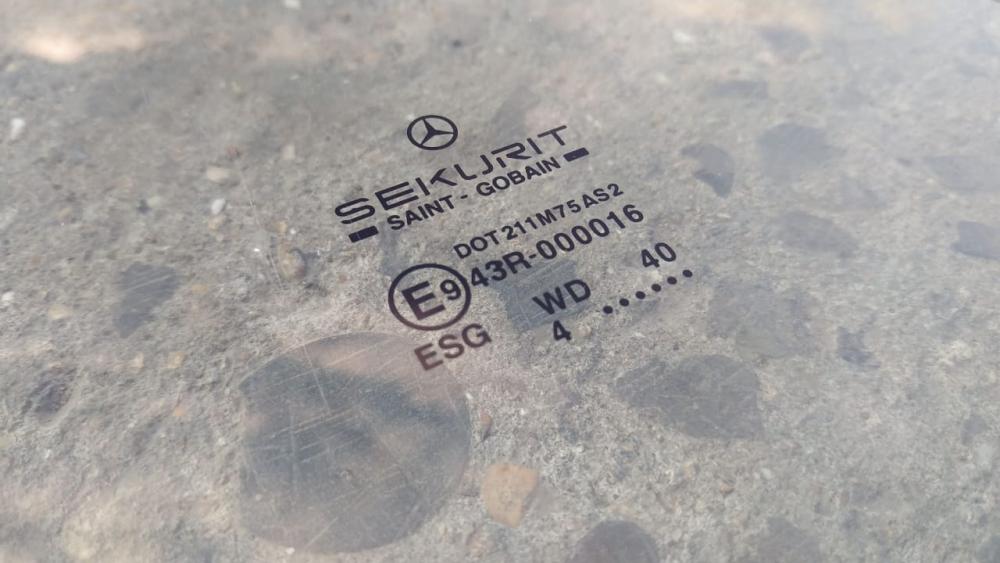 SEKURIT
SAINT - GOBAIN
DOT 211 M75 AS2
E9 43R-000016
ESG WD 40
4 ......